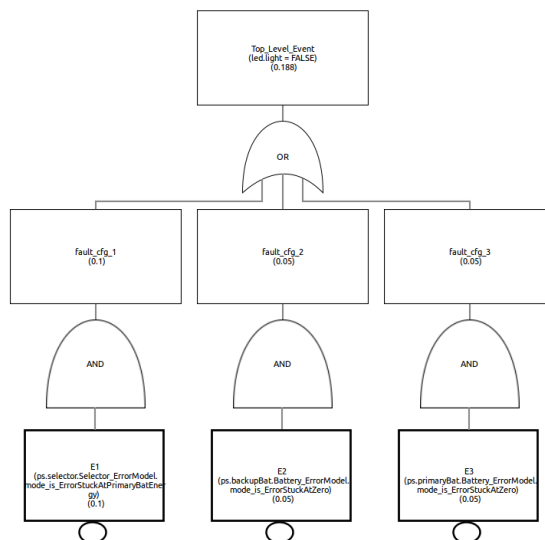 Top_Level_Event
(led.light = FALSE)
(0.188)
OR
fault_cfg_1
(0.1)
fault_cfg_2
(0.05)
fault_cfg_3
(0.05)
AND
AND
AND
E1
(ps.selector.Selector_ErrorModel.
mode_is_ErrorStuckAtPrimaryBatEner
gy)
(0.1)
E2
(ps.backupBat.Battery_ErrorModel.
mode_is_ErrorStuckAtZero)
(0.05)
E3
(ps.primaryBat.Battery_ErrorModel.
mode_is_ErrorStuckAtZero)
(0.05)